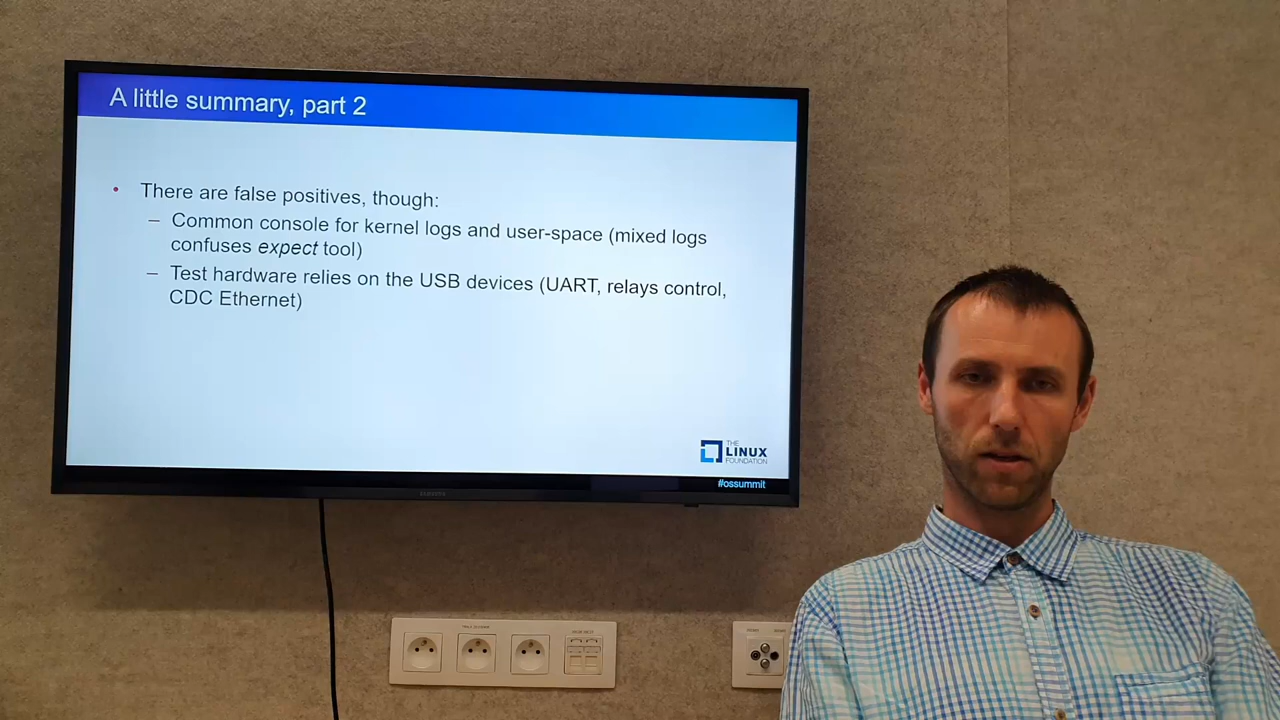 A little summary, part 2
• There are false positives, though:
– Common console for kernel logs and user-space (mixed logs
confuses expect tool)
– Test hardware relies on the USB devices (UART, relays control,
CDC Ethernet)
THE
LINUX
FOUNDATION
#ossummit
SAMSUNG